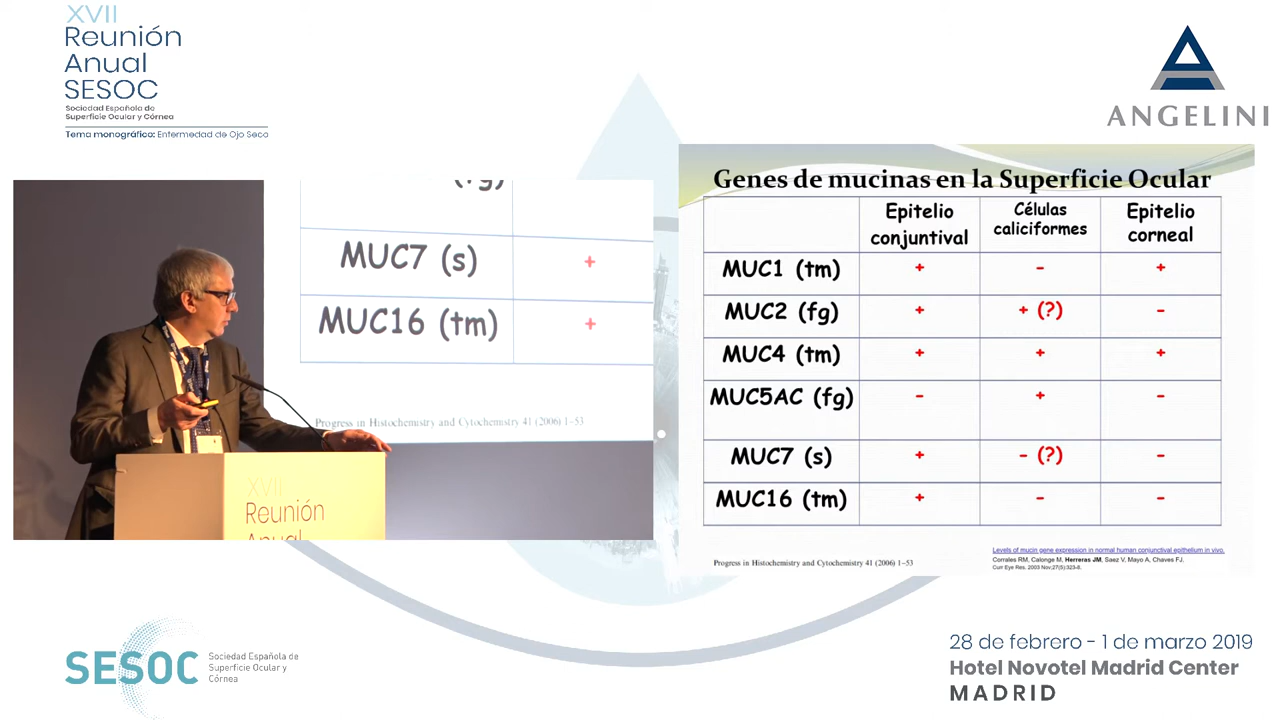 XVII
Reunión
Anual
SESOC
Sociedad Española de
Superficie Ocular y Córnea
Tema monográfico: Enfermedad de Ojo Seco
ANGELINI
(fg)
MUC7 (s) +
MUC16 (tm) +
Progress in Histochemistry and Cytochemistry 41 (2006) 1–53
XVII
Reunión
Anual
Genes de mucinas en la Superficie Ocular
Epitelio conjuntival Células caliciformes Epitelio corneal
MUC1 (tm) + - +
MUC2 (fg) + + (?) -
MUC4 (tm) + + +
MUC5AC (fg) - + -
MUC7 (s) + - (?) -
MUC16 (tm) + - -
Progress in Histochemistry and Cytochemistry 41 (2006) 1–53
Levels of mucin gene expression in normal human conjunctival epithelium in vivo.
Corrales RM, Calonge M, Herreras JM, Saez V, Mayo A, Chaves FJ.
Curr Eye Res. 2003 Nov;27(5):323-8.
SESOC
Sociedad Española de
Superficie Ocular y
Córnea
28 de febrero - 1 de marzo 2019
Hotel Novotel Madrid Center
MADRID